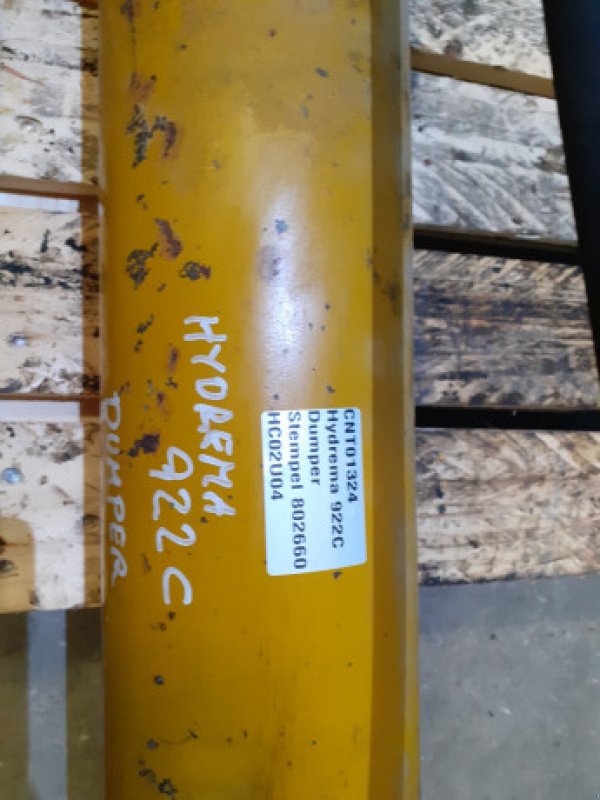 HYDREMA
922C
DUMPER
CNT01324
Hydrema 922C
Dumper
Stempel 802660
HC02U04